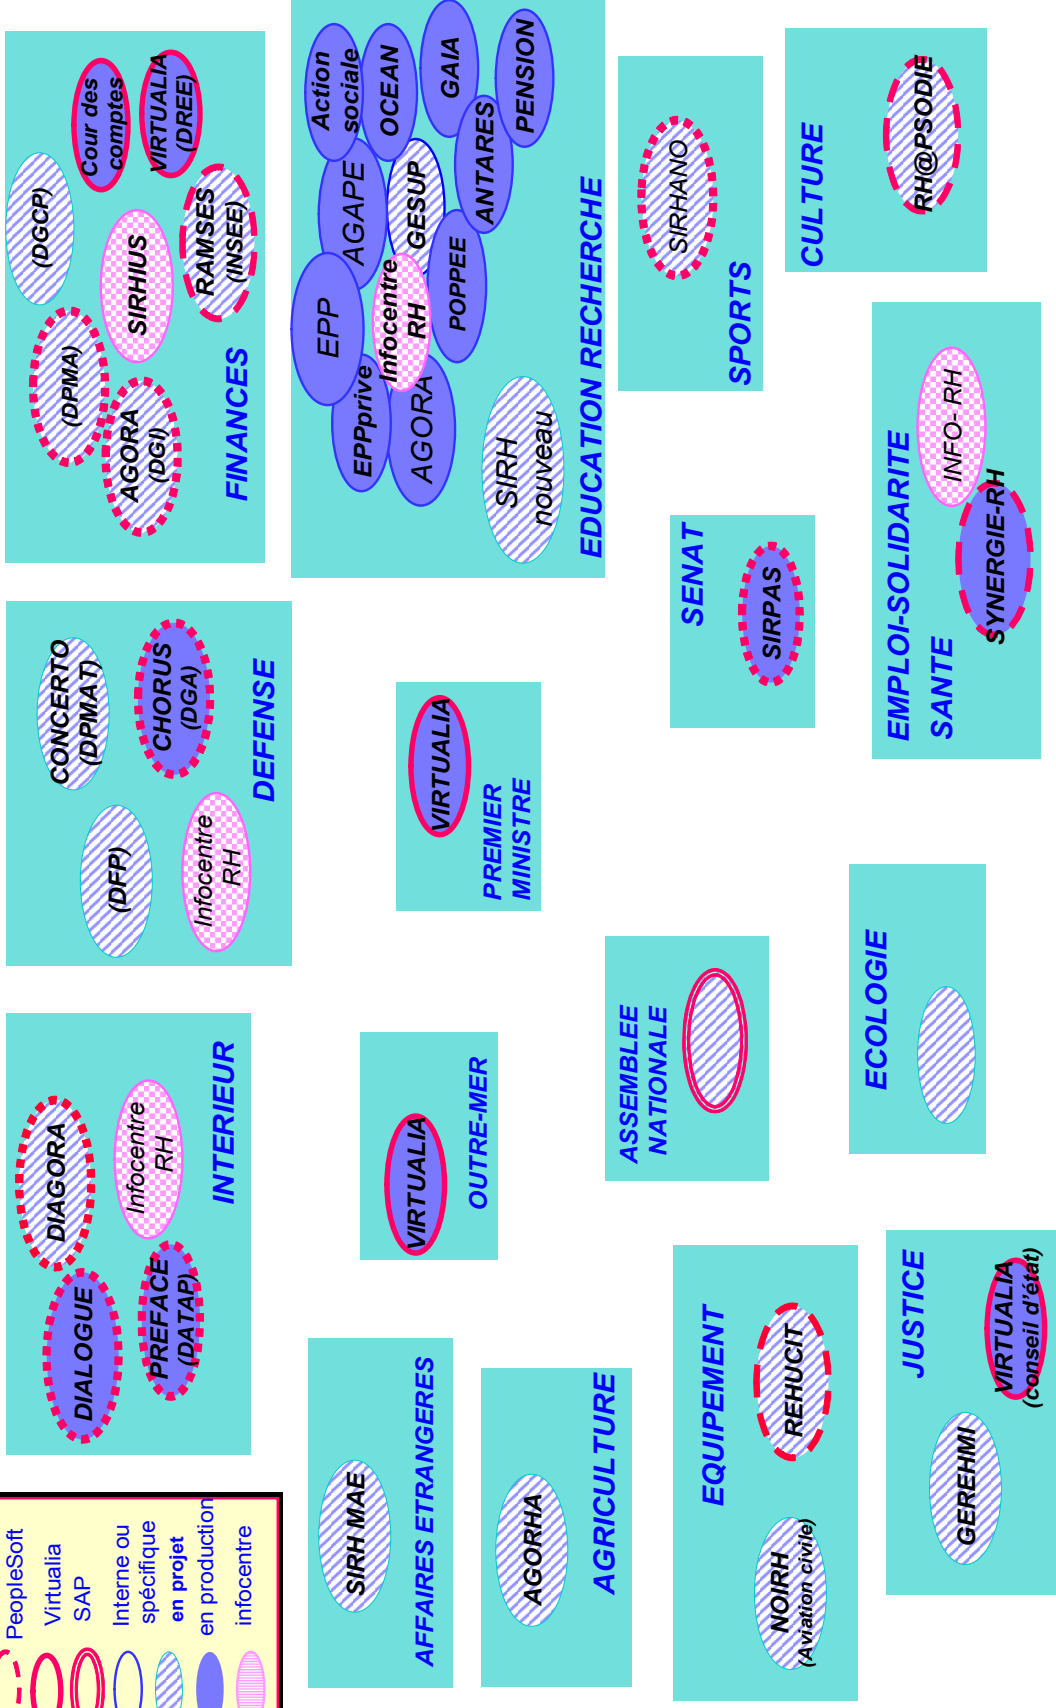 PeopleSoft
Virtualia
SAP
Interne ou
spécifique
en projet
en production
infocentre
DIALOGUE
DIAGORA
PREFACE
(DATAP)
Infocentre
RH
INTERIEUR
(DFP)
CONCERTO
(DPMAT)
Infocentre
RH
CHORUS
(DGA)
DEFENSE
(DPMA)
(DGCP)
AGORA
(DGI)
SIRHIUS
Cour des
comptes
VIRTUALIA
(DREE)
RAMSES
(INSEE)
FINANCES
SIRH MAE
AFFAIRES ETRANGERES
VIRTUALIA
OUTRE-MER
VIRTUALIA
PREMIER
MINISTRE
EPP
AGAPE
Action
sociale
OCEAN
GAIA
PENSION
EPPprive
Infocentre
RH
GESUP
ANTARES
AGORA
POPPEE
SIRH
nouveau
EDUCATION RECHERCHE
AGORHA
AGRICULTURE
ASSEMBLEE
NATIONALE
SENAT
SIRPAS
SIRHANO
SPORTS
EQUIPEMENT
NOIRH
(Aviation civile)
REHUCIT
ECOLOGIE
EMPLOI-SOLIDARITE
SANTE
SYNERGIE-RH
INFO- RH
CULTURE
RH@PSODIE
JUSTICE
GEREHMI
VIRTUALIA
(conseil d'état)